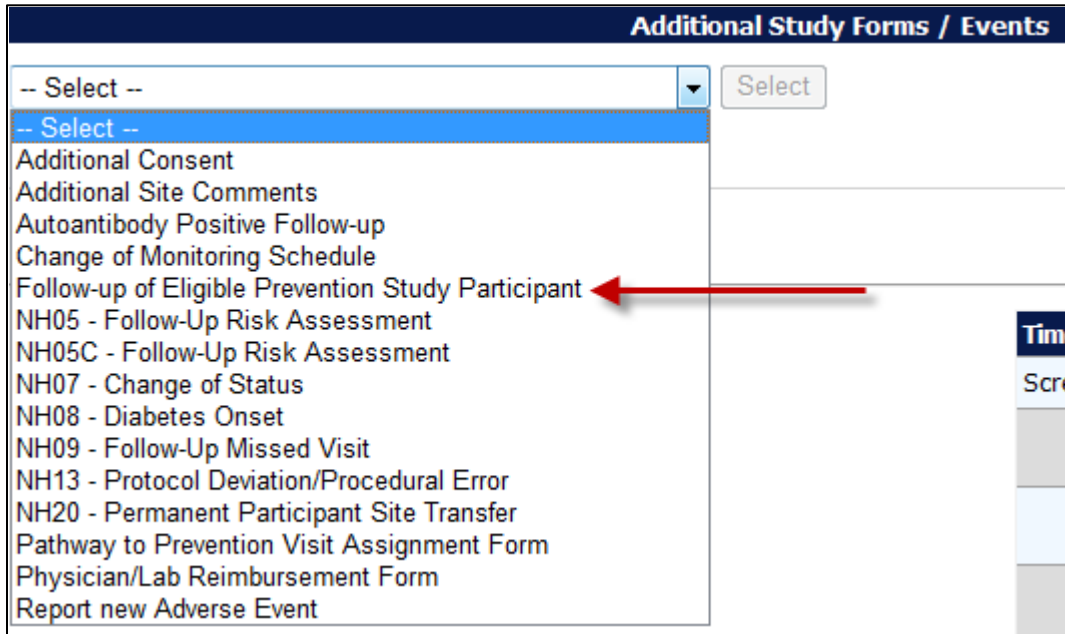 Additional Study Forms / Events
-- Select --
Select
-- Select --
Additional Consent
Additional Site Comments
Autoantibody Positive Follow-up
Change of Monitoring Schedule
Follow-up of Eligible Prevention Study Participant
NH05 - Follow-Up Risk Assessment
NH05C - Follow-Up Risk Assessment
NH07 - Change of Status
NH08 - Diabetes Onset
NH09 - Follow-Up Missed Visit
NH13 - Protocol Deviation/Procedural Error
NH20 - Permanent Participant Site Transfer
Pathway to Prevention Visit Assignment Form
Physician/Lab Reimbursement Form
Report new Adverse Event
Tim
Scr